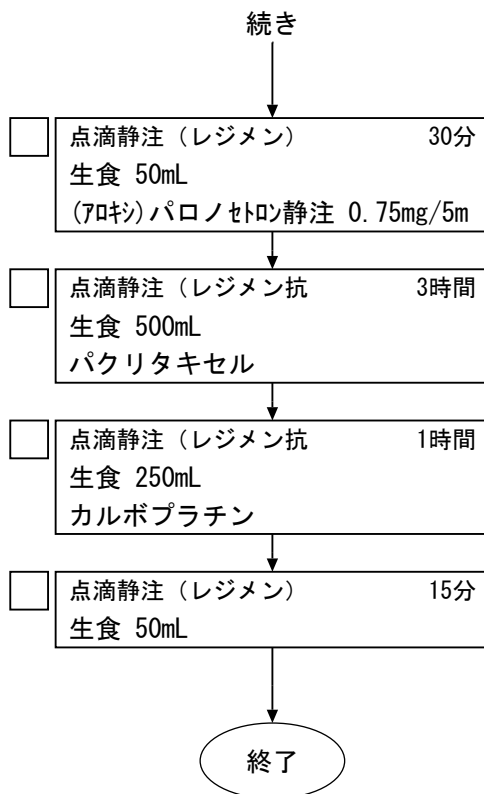 続き
点滴静注（レジメン） 30分
生食 50mL
(ｱﾛｷｼ)パロノセトロン静注 0.75mg/5m
点滴静注（レジメン抗 3時間
生食 500mL
パクリタキセル
点滴静注（レジメン抗 1時間
生食 250mL
カルボプラチン
点滴静注（レジメン） 15分
生食 50mL
終了